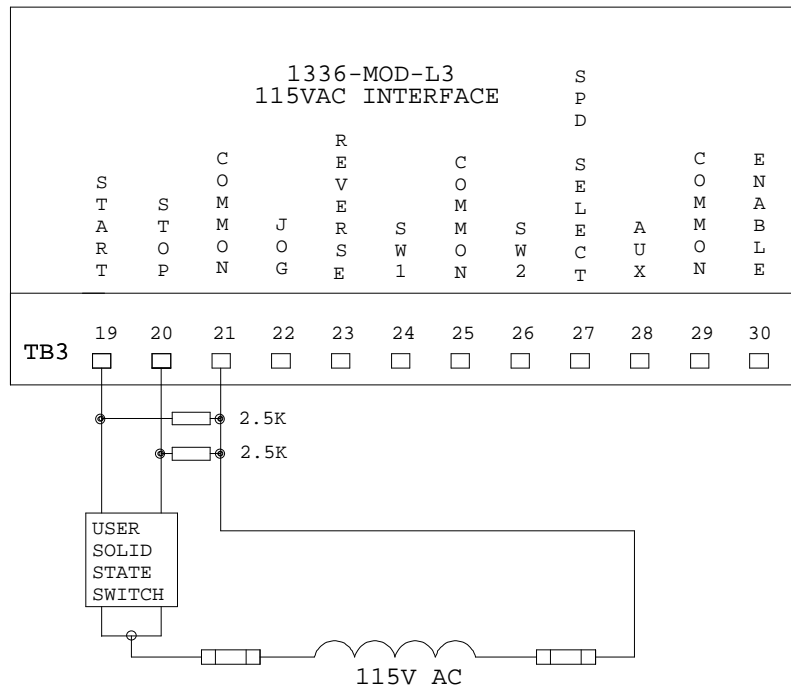 1336-MOD-L3
115VAC INTERFACE
START
STOP
COMMON
JOG
REVERSE
SW1
COMMON
SW2
SPD SELECT
AUX
COMMON
ENABLE
TB3
19 20 21 22 23 24 25 26 27 28 29 30
2.5K
2.5K
USER
SOLID
STATE
SWITCH
115V AC